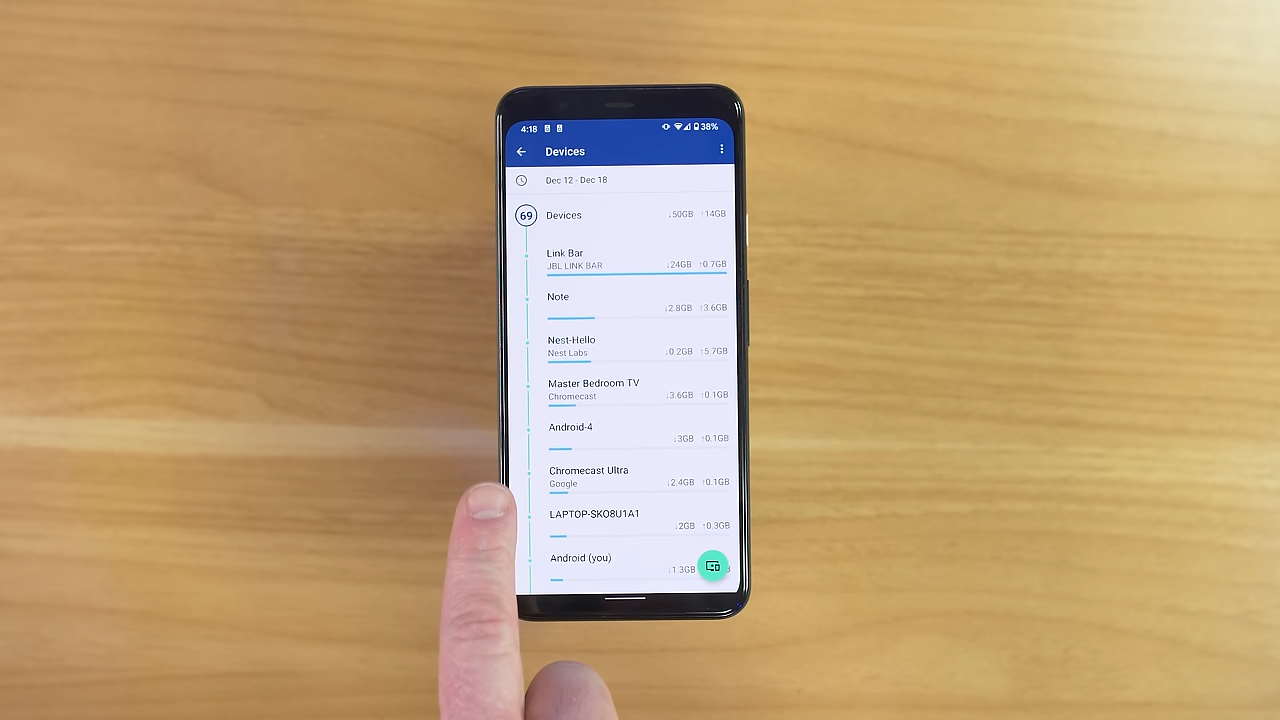 4:18 38%
Devices
Dec 12 - Dec 18
69 Devices ↓50GB ↑14GB
Link Bar
JBL LINK BAR ↓24GB ↑0.7GB
Note
↓2.8GB ↑3.6GB
Nest-Hello
Nest Labs ↓0.2GB ↑5.7GB
Master Bedroom TV
Chromecast ↓3.6GB ↑0.1GB
Android-4
↓3GB ↑0.1GB
Chromecast Ultra
Google ↓2.4GB ↑0.1GB
LAPTOP-SKO8U1A1
↓2GB ↑0.3GB
Android (you)
↓1.3GB